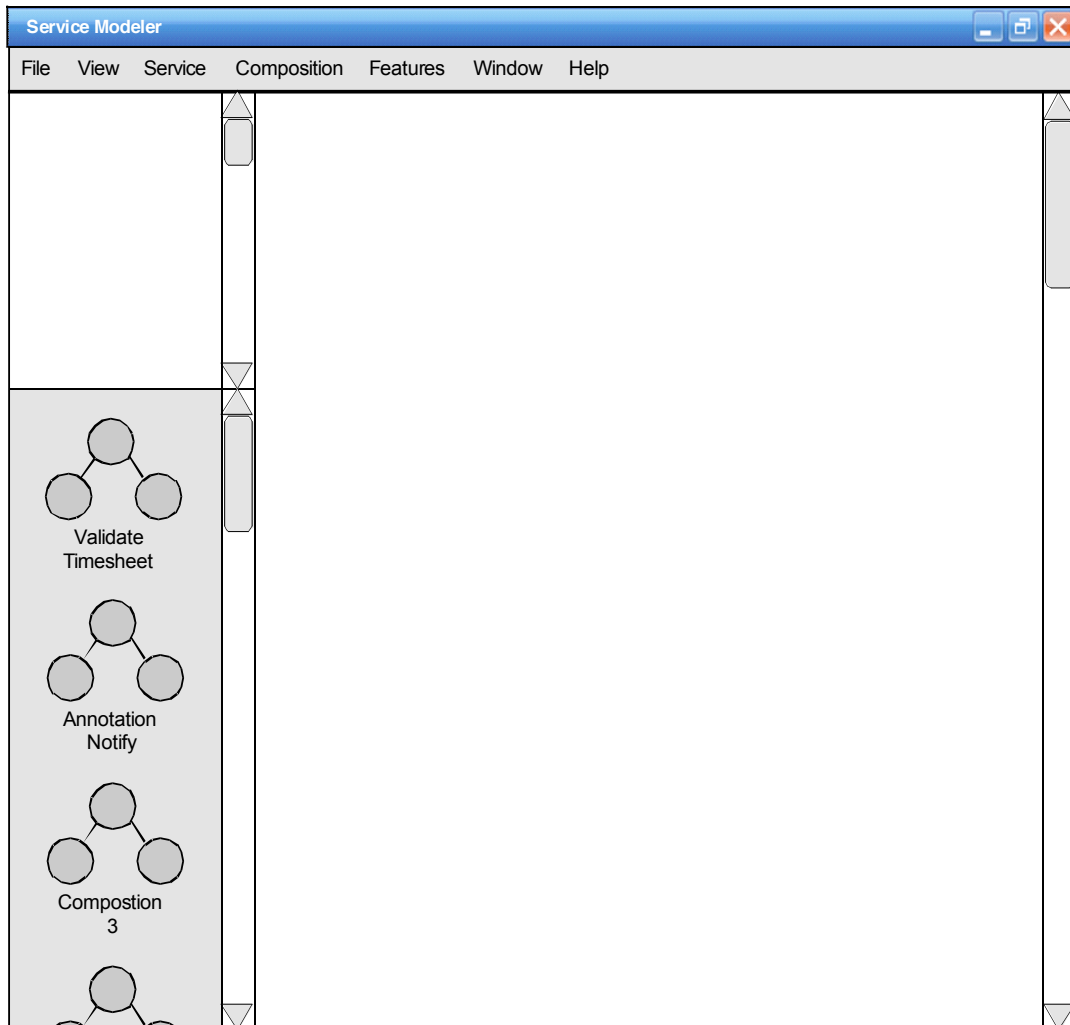 Service Modeler
File View Service Composition Features Window Help
Validate
Timesheet
Annotation
Notify
Compostion
3